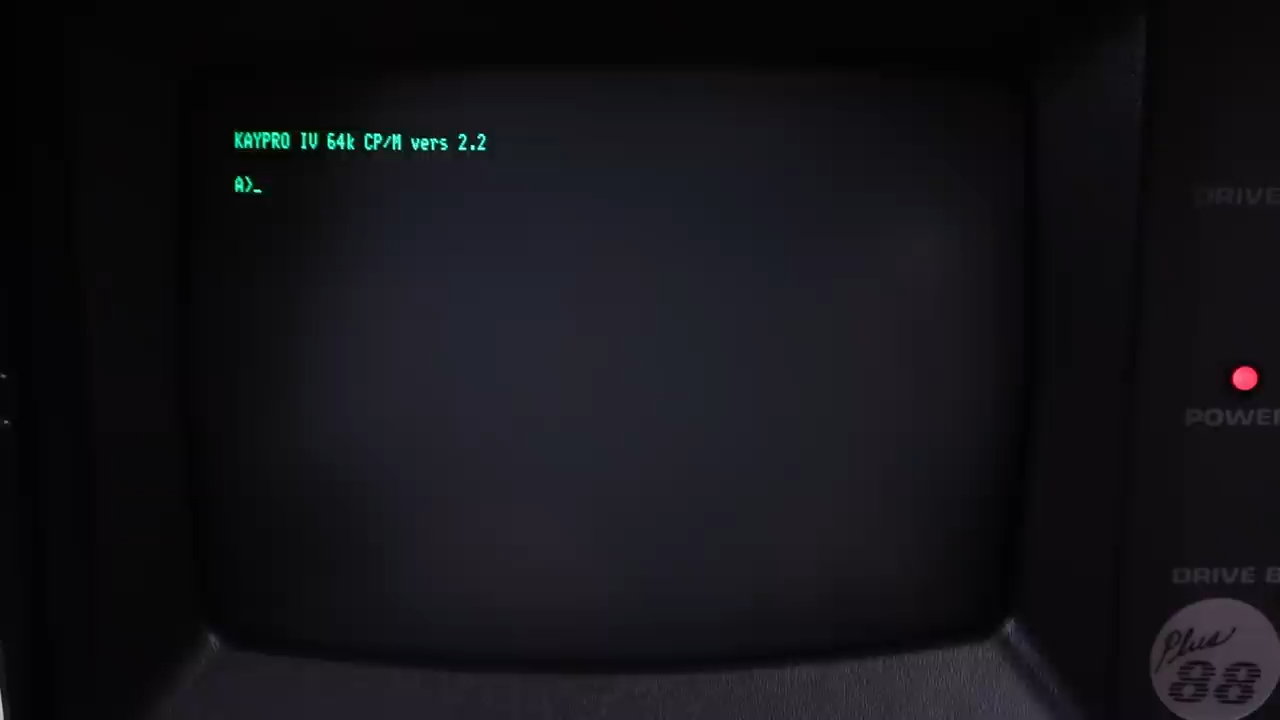 KAYPRO IV 64k CP/M vers 2.2
A>_
DRIVE
POWER
DRIVE B
Plus
88